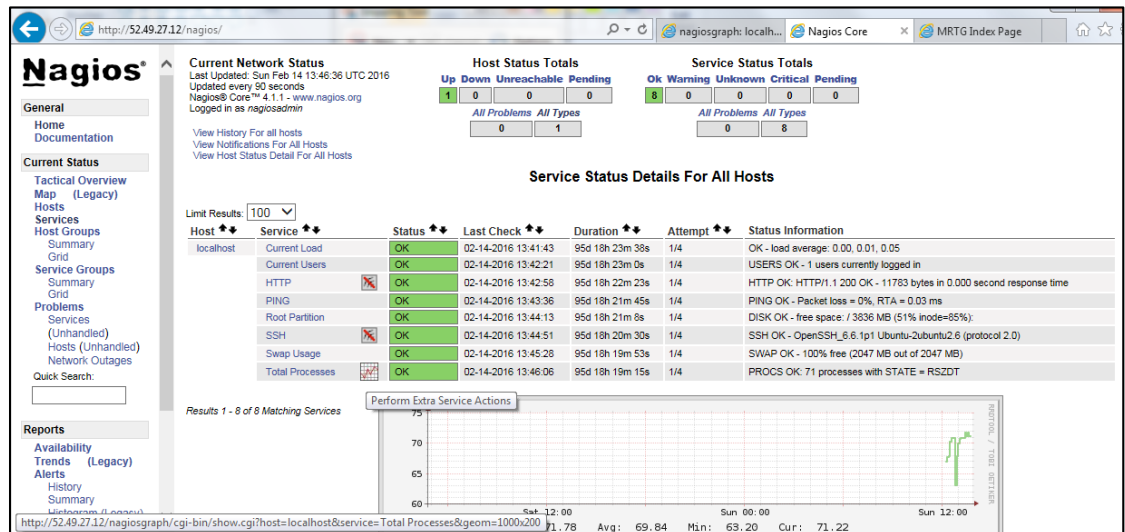 http://52.49.27.12/nagios/
nagiosgraph: localh...
Nagios Core
MRTG Index Page
Nagios®
General
Home
Documentation
Current Status
Tactical Overview
Map (Legacy)
Hosts
Services
Host Groups
Summary
Grid
Service Groups
Summary
Grid
Problems
Services
(Unhandled)
Hosts (Unhandled)
Network Outages
Quick Search:
Reports
Availability
Trends (Legacy)
Alerts
History
Summary
Histogram (Legacy)
Current Network Status
Last Updated: Sun Feb 14 13:46:36 UTC 2016
Updated every 90 seconds
Nagios® Core™ 4.1.1 - www.nagios.org
Logged in as nagiosadmin
View History For all hosts
View Notifications For All Hosts
View Host Status Detail For All Hosts
Host Status Totals
Up Down Unreachable Pending
1 0 0 0
All Problems All Types
0 1
Service Status Totals
Ok Warning Unknown Critical Pending
8 0 0 0 0
All Problems All Types
0 8
Service Status Details For All Hosts
Limit Results: 100
Host Service Status Last Check Duration Attempt Status Information
localhost Current Load OK 02-14-2016 13:41:43 95d 18h 23m 38s 1/4 OK - load average: 0.00, 0.01, 0.05
Current Users OK 02-14-2016 13:42:21 95d 18h 23m 0s 1/4 USERS OK - 1 users currently logged in
HTTP OK 02-14-2016 13:42:58 95d 18h 22m 23s 1/4 HTTP OK: HTTP/1.1 200 OK - 11783 bytes in 0.000 second response time
PING OK 02-14-2016 13:43:36 95d 18h 21m 45s 1/4 PING OK - Packet loss = 0%, RTA = 0.03 ms
Root Partition OK 02-14-2016 13:44:13 95d 18h 21m 8s 1/4 DISK OK - free space: / 3836 MB (51% inode=85%):
SSH OK 02-14-2016 13:44:51 95d 18h 20m 30s 1/4 SSH OK - OpenSSH_6.6.1p1 Ubuntu-2ubuntu2.6 (protocol 2.0)
Swap Usage OK 02-14-2016 13:45:28 95d 18h 19m 53s 1/4 SWAP OK - 100% free (2047 MB out of 2047 MB)
Total Processes OK 02-14-2016 13:46:06 95d 18h 19m 15s 1/4 PROCS OK: 71 processes with STATE = RSZDT
Perform Extra Service Actions
Results 1 - 8 of 8 Matching Services
75
70
65
60
Sat 12:00 Sun 00:00 Sun 12:00
RRDTOOL / TOBI OETIKER
71.78 Avg: 69.84 Min: 63.20 Cur: 71.22
http://52.49.27.12/nagiosgraph/cgi-bin/show.cgi?host=localhost&service=Total Processes&geom=1000x200